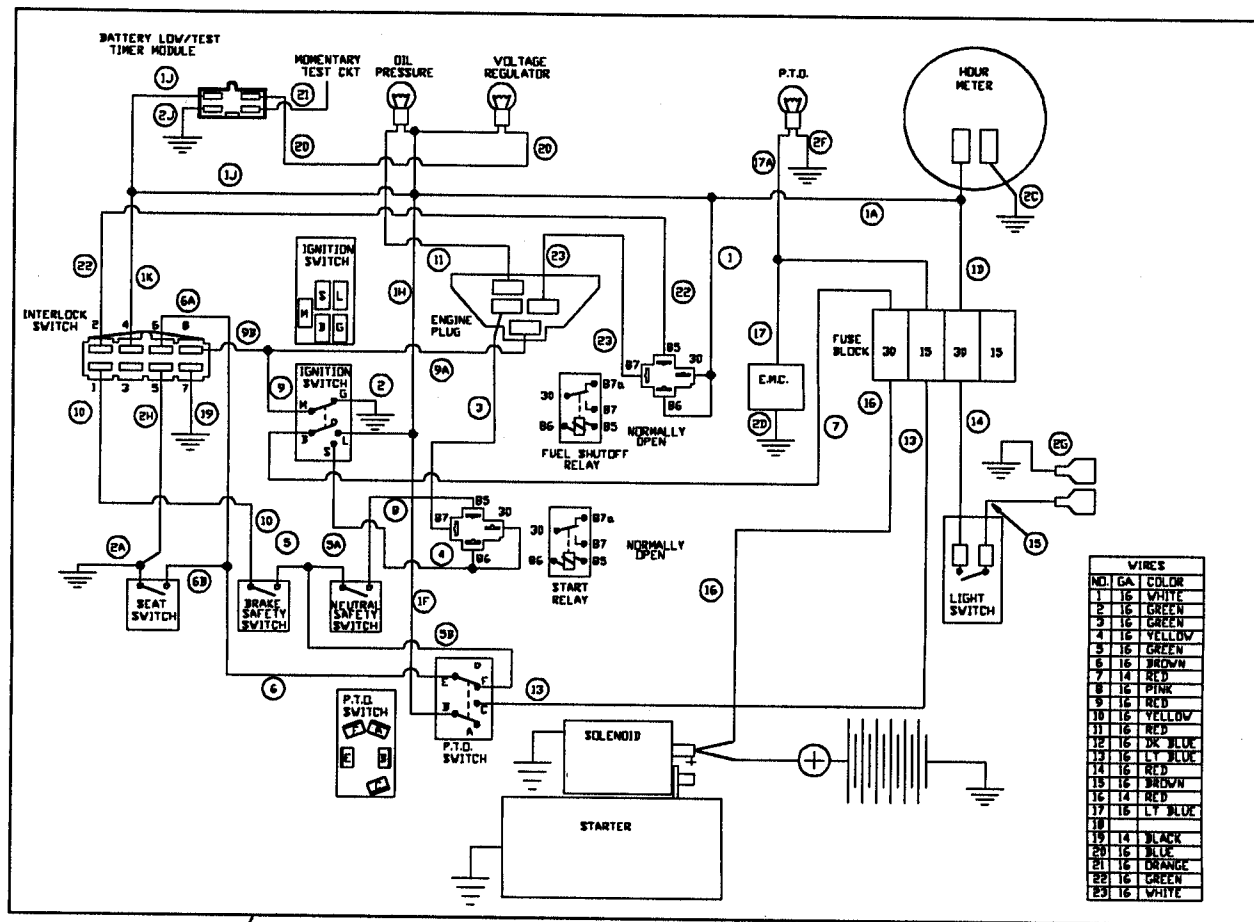 BATTERY LOW/TEST
TIMER MODULE
MOMENTARY
TEST CKT
OIL
PRESSURE
VOLTAGE
REGULATOR
P.T.O.
HOUR
METER
1J
2J
21
20
20
1J
17A
2F
2C
1A
22
1K
6A
IGNITION
SWITCH
S L
M
B G
11
23
1H
22
1
1D
INTERLOCK
SWITCH
2 4 6 8
1 3 5 7
9B
ENGINE
PLUG
9A
23
17
FUSE
BLOCK
30 15 30 15
10
2H
19
9
IGNITION
SWITCH
G
M
B
L
S
2
3
85
87
30
86
30
87a
87
86
85
NORMALLY
OPEN
FUEL SHUTOFF
RELAY
E.M.C.
2D
7
16
13
14
2G
10
5
5A
8
85
87
30
86
4
30
87a
87
86
85
NORMALLY
OPEN
START
RELAY
2A
6B
SEAT
SWITCH
BRAKE
SAFETY
SWITCH
NEUTRAL
SAFETY
SWITCH
1F
16
15
LIGHT
SWITCH
5B
6
D
E
F
B
C
A
13
P.T.O.
SWITCH
E B
P.T.O.
SWITCH
SOLENOID
+
+
STARTER
WIRES
NO. GA COLOR
1 16 WHITE
2 16 GREEN
3 16 GREEN
4 16 YELLOW
5 16 GREEN
6 16 BROWN
7 14 RED
8 16 PINK
9 16 RED
10 16 YELLOW
11 16 RED
12 16 DK BLUE
13 16 LT BLUE
14 16 RED
15 16 BROWN
16 14 RED
17 16 LT BLUE
18
19 14 BLACK
20 16 BLUE
21 16 ORANGE
22 16 GREEN
23 16 WHITE